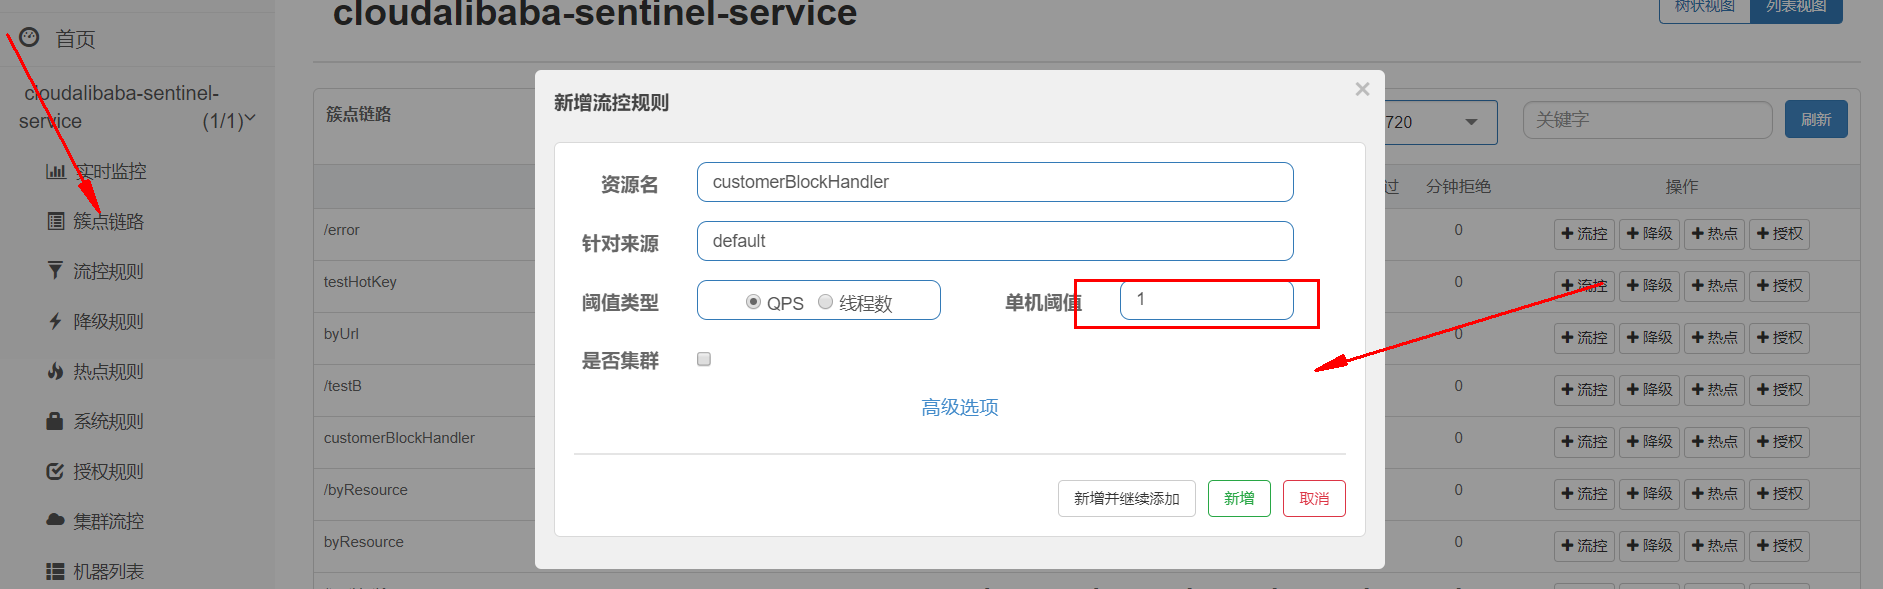 cloudalibaba-sentinel-service
树状视图 列表视图
首页
cloudalibaba-sentinel-
service (1/1)
实时监控
簇点链路
流控规则
降级规则
热点规则
系统规则
授权规则
集群流控
机器列表
簇点链路
720 关键字 刷新
过 分钟拒绝 操作
/error 0 流控 降级 热点 授权
testHotKey 0 流控 降级 热点 授权
byUrl 0 流控 降级 热点 授权
/testB 0 流控 降级 热点 授权
customerBlockHandler 0 流控 降级 热点 授权
/byResource 0 流控 降级 热点 授权
byResource 0 流控 降级 热点 授权
新增流控规则 ×
资源名 customerBlockHandler
针对来源 default
阈值类型 QPS 线程数 单机阈值 1
是否集群
高级选项
新增并继续添加 新增 取消